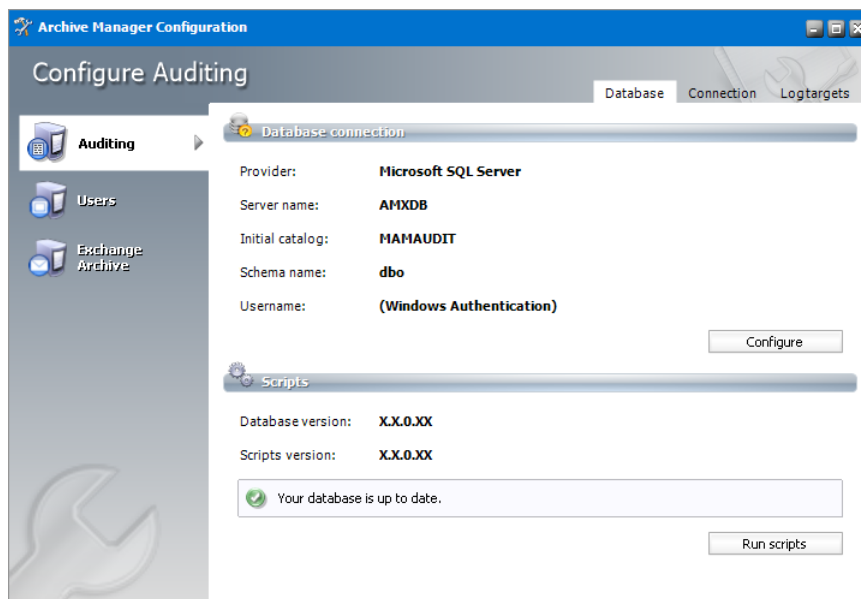 Archive Manager Configuration
Configure Auditing
Database Connection Logtargets
Auditing
Users
Exchange
Archive
Database connection
Provider: Microsoft SQL Server
Server name: AMXDB
Initial catalog: MAMAUDIT
Schema name: dbo
Username: (Windows Authentication)
Configure
Scripts
Database version: X.X.0.XX
Scripts version: X.X.0.XX
Your database is up to date.
Run scripts